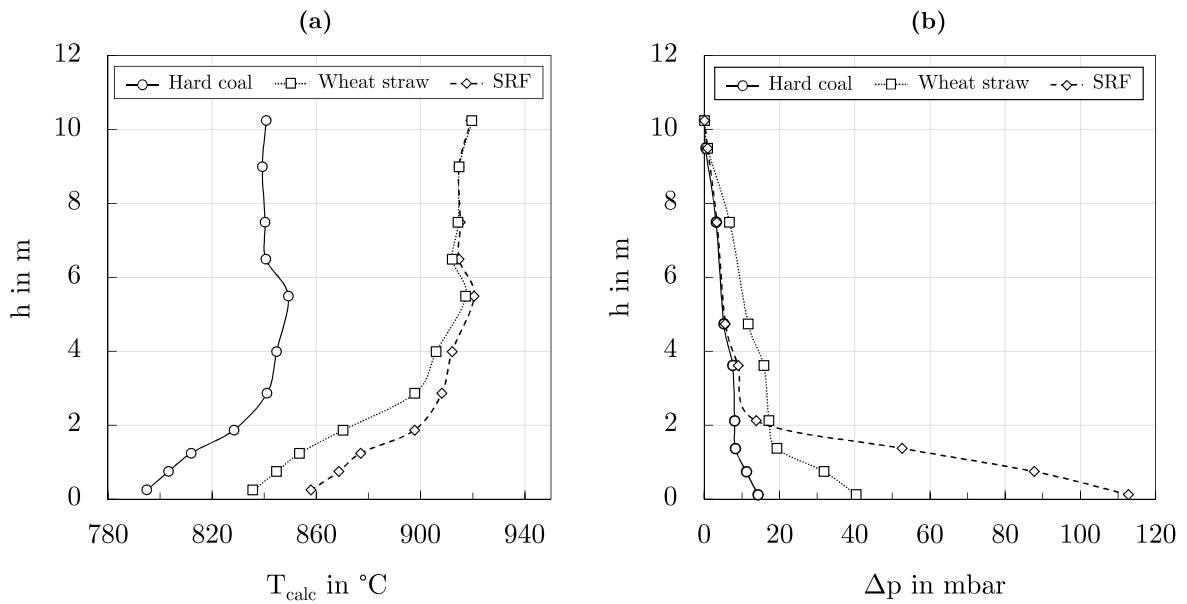 (a)
12
Hard coal Wheat straw SRF
10
8
6
4
2
0
h in m
780 820 860 900 940
T_calc in °C
(b)
12
Hard coal Wheat straw SRF
10
8
6
4
2
0
h in m
0 20 40 60 80 100 120
Δp in mbar